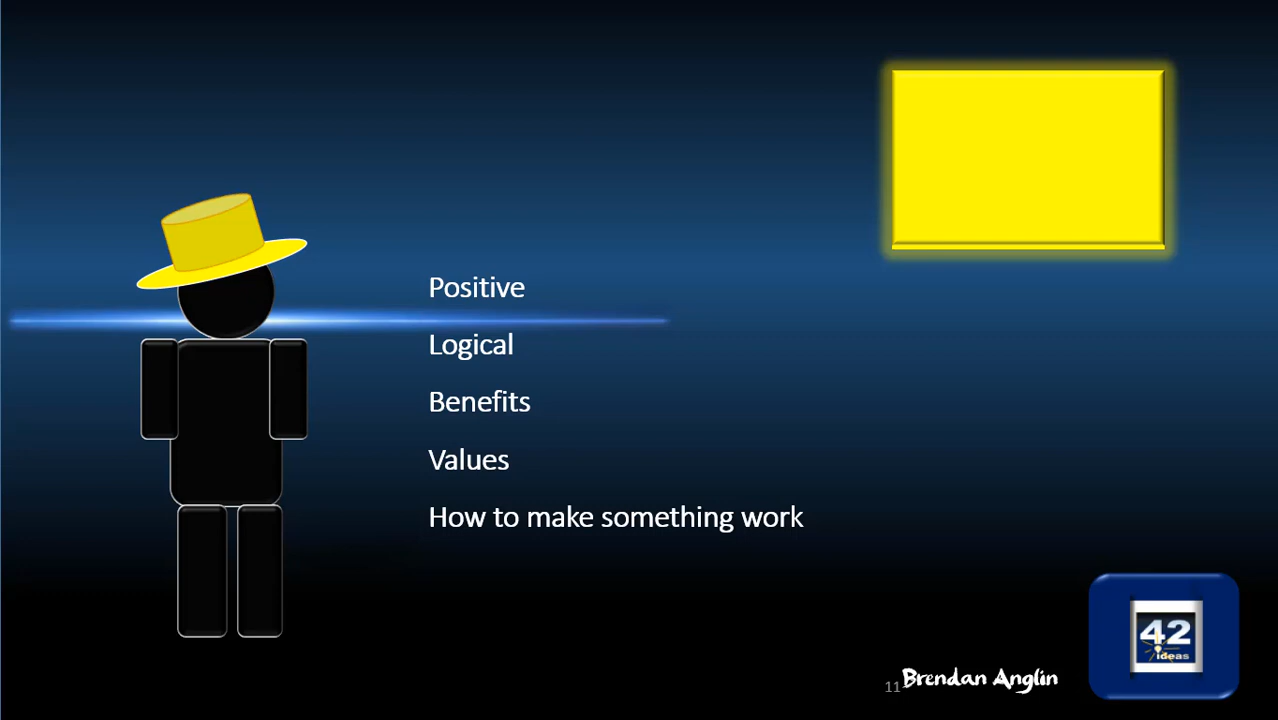 Positive
Logical
Benefits
Values
How to make something work
42
ideas
11
Brendan Anglin